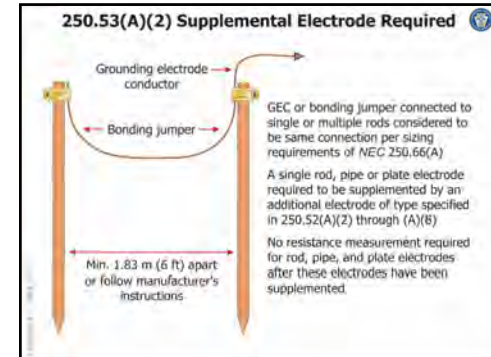 250.53(A)(2) Supplemental Electrode Required
Grounding electrode
conductor
Bonding jumper
Min. 1.83 m (6 ft) apart
or follow manufacturer's
instructions
GEC or bonding jumper connected to
single or multiple rods considered to
be same connection per sizing
requirements of NEC 250.66(A)
A single rod, pipe or plate electrode
required to be supplemented by an
additional electrode of type specified
in 250.52(A)(2) through (A)(8)
No resistance measurement required
for rod, pipe, and plate electrodes
after these electrodes have been
supplemented